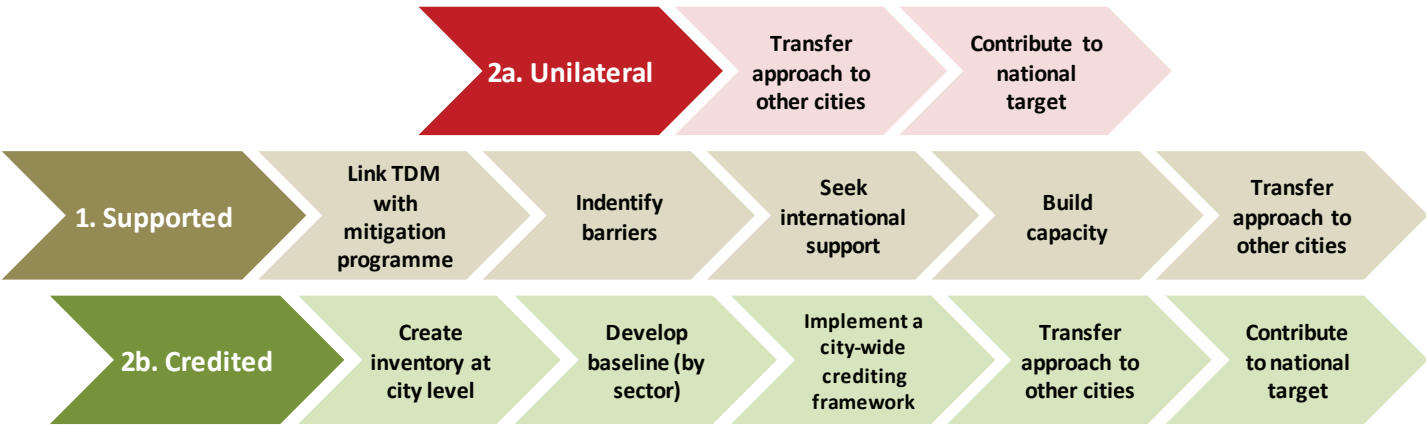 2a. Unilateral
Transfer
approach to
other cities
Contribute to
national
target
1. Supported
Link TDM
with
mitigation
programme
Indentify
barriers
Seek
international
support
Build
capacity
Transfer
approach to
other cities
2b. Credited
Create
inventory at
city level
Develop
baseline (by
sector)
Implement a
city-wide
crediting
framework
Transfer
approach to
other cities
Contribute
to national
target